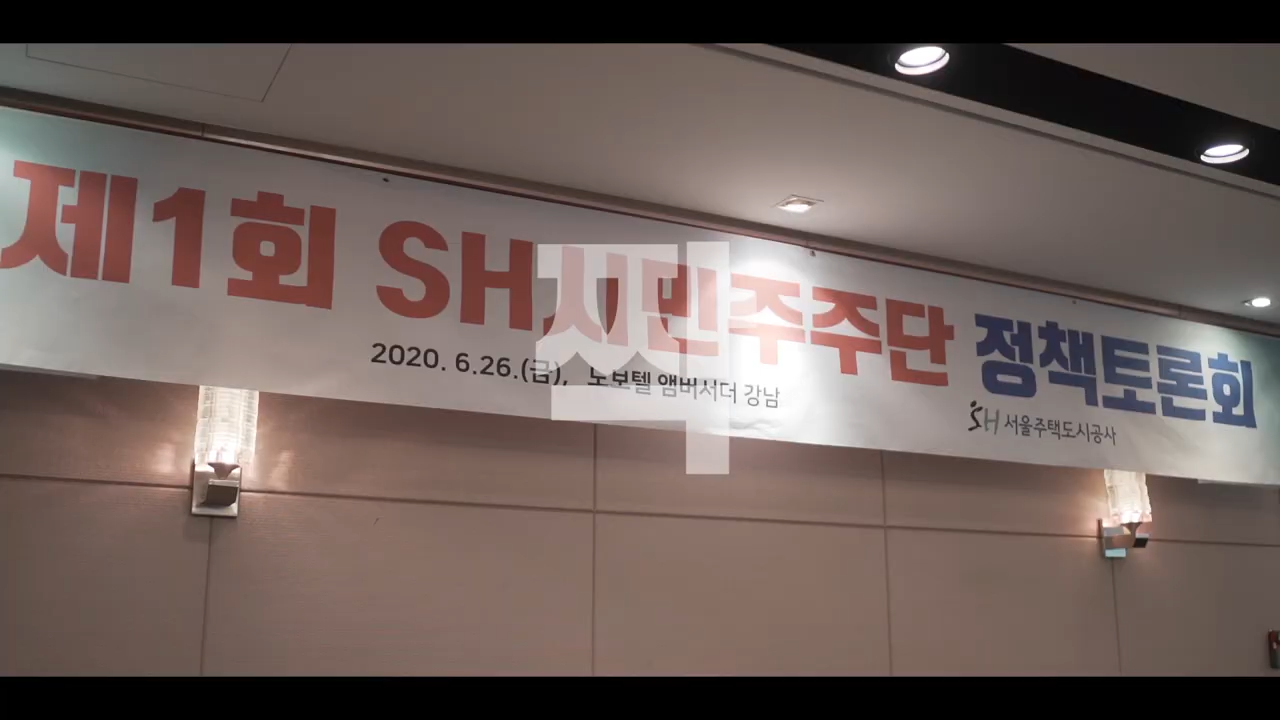 제1회 SH시민주주단 정책토론회
2020. 6.26.(금), 노보텔 앰버서더 강남
SH 서울주택도시공사